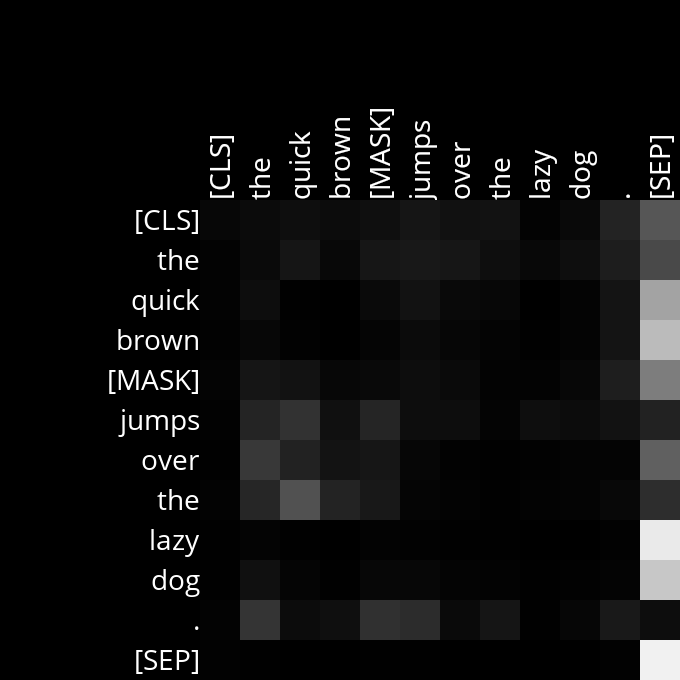 [CLS] the quick brown [MASK] jumps over the lazy dog . [SEP]
[CLS]
the
quick
brown
[MASK]
jumps
over
the
lazy
dog
.
[SEP]